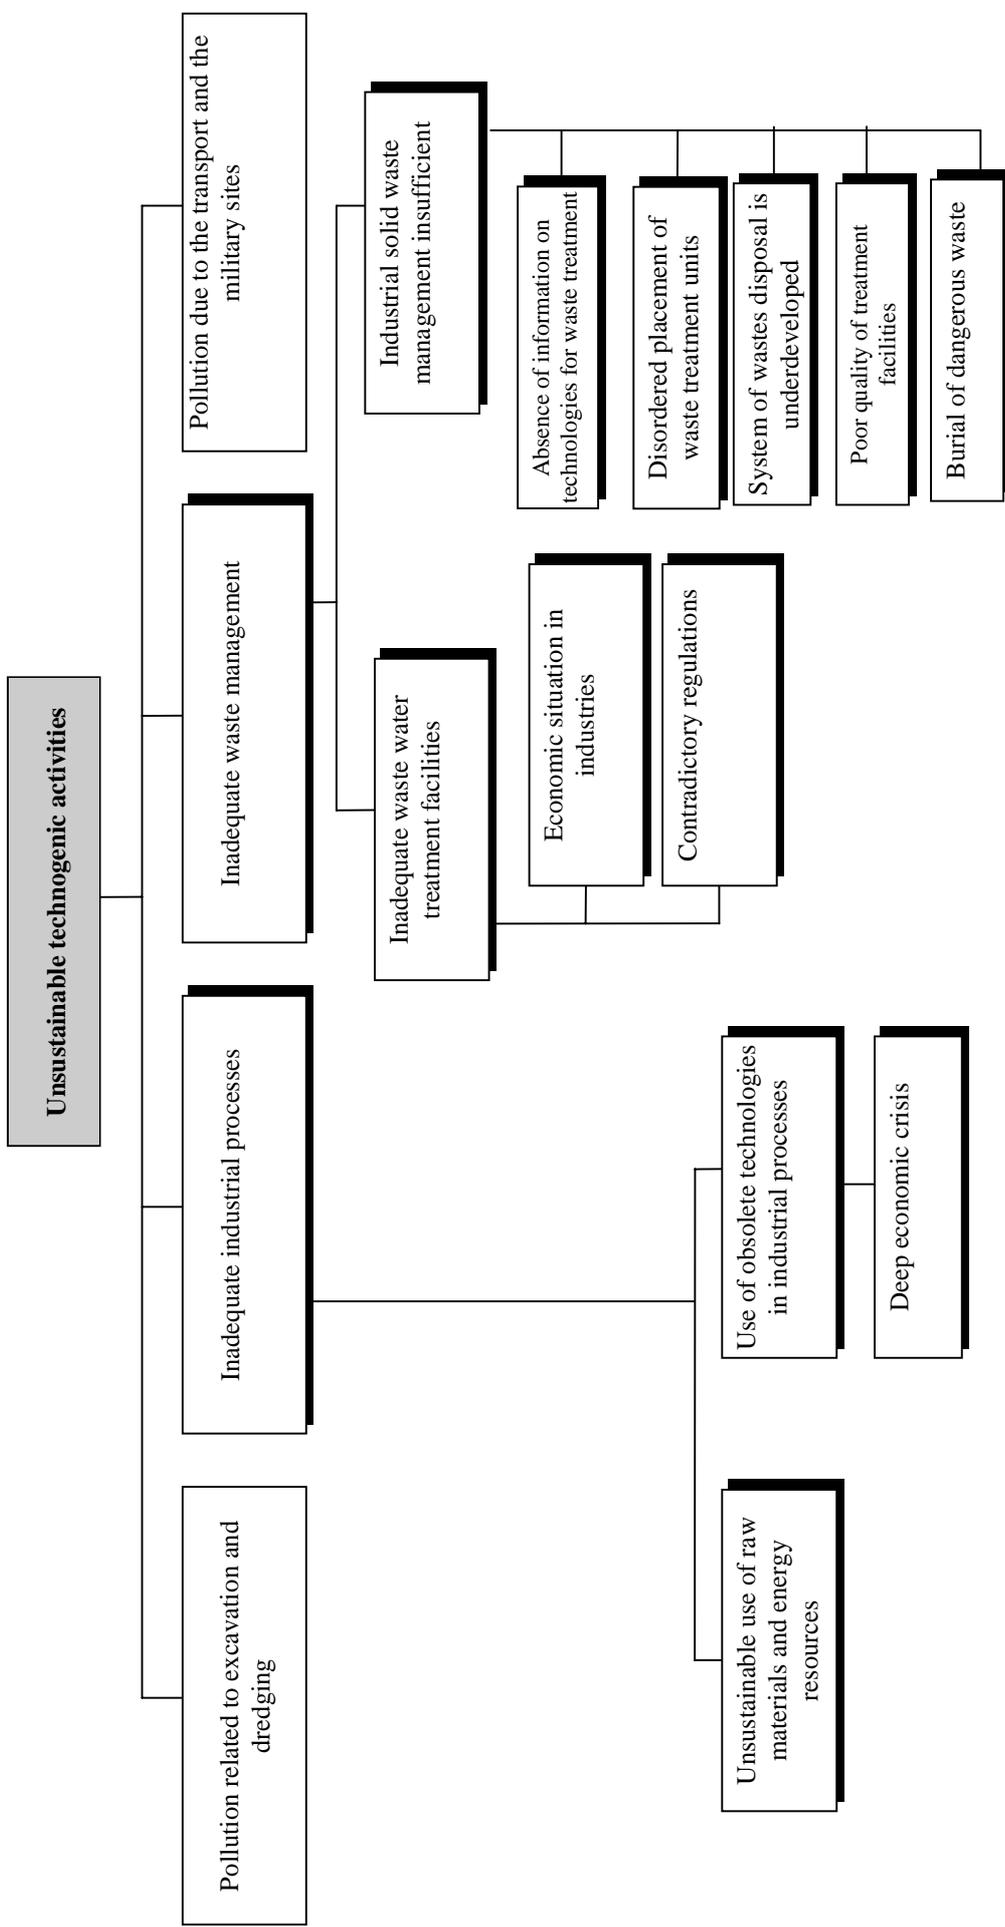 Unsustainable technogenic activities
Pollution related to excavation and
dredging
Inadequate industrial processes
Inadequate waste management
Pollution due to the transport and the
military sites
Inadequate waste water
treatment facilities
Industrial solid waste
management insufficient
Economic situation in
industries
Contradictory regulations
Absence of information on
technologies for waste treatment
Disordered placement of
waste treatment units
System of wastes disposal is
underdeveloped
Poor quality of treatment
facilities
Burial of dangerous waste
Unsustainable use of raw
materials and energy
resources
Use of obsolete technologies
in industrial processes
Deep economic crisis